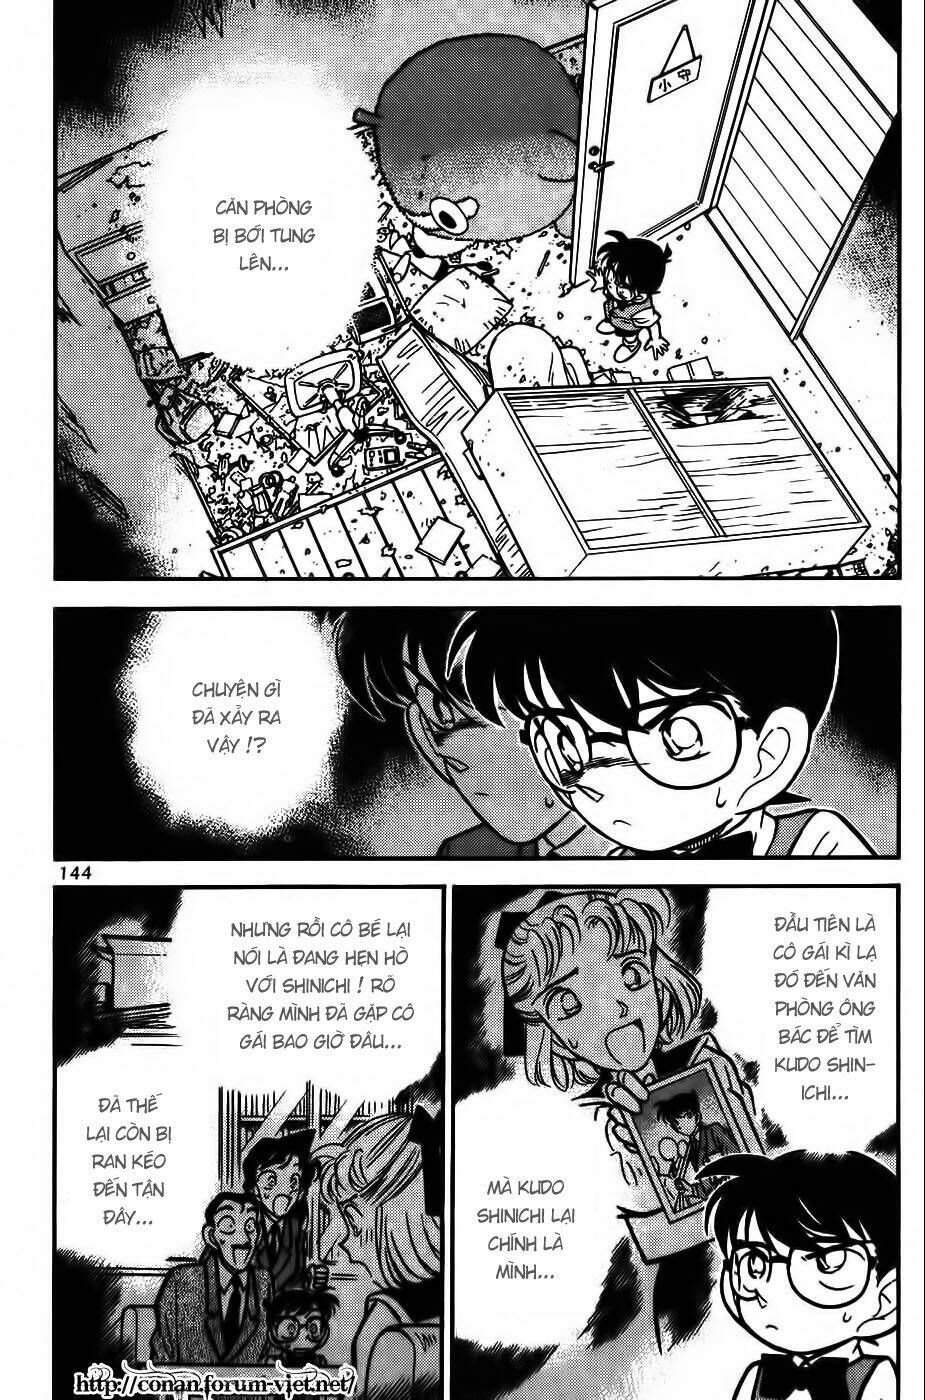 小守
CĂN PHÒNG
BỊ BỚI TUNG
LÊN...
CHUYỆN GÌ
ĐÃ XẢY RA
VẬY !?
144
ĐẦU TIÊN LÀ
CÔ GÁI KÌ LẠ
ĐÓ ĐẾN VĂN
PHÒNG ÔNG
BÁC ĐỂ TÌM
KUDO SHIN-
ICHI...
MÀ KUDO
SHINICHI LẠI
CHÍNH LÀ
MÌNH...
NHƯNG RỒI CÔ BÉ LẠI
NÓI LÀ ĐANG HẸN HÒ
VỚI SHINICHI ! RÕ
RÀNG MÌNH ĐÃ GẶP CÔ
GÁI BAO GIỜ ĐÂU...
ĐÃ THẾ
LẠI CÒN BỊ
RAN KÉO
ĐẾN TẬN
ĐÂY...
http://conan.forum-viet.net/